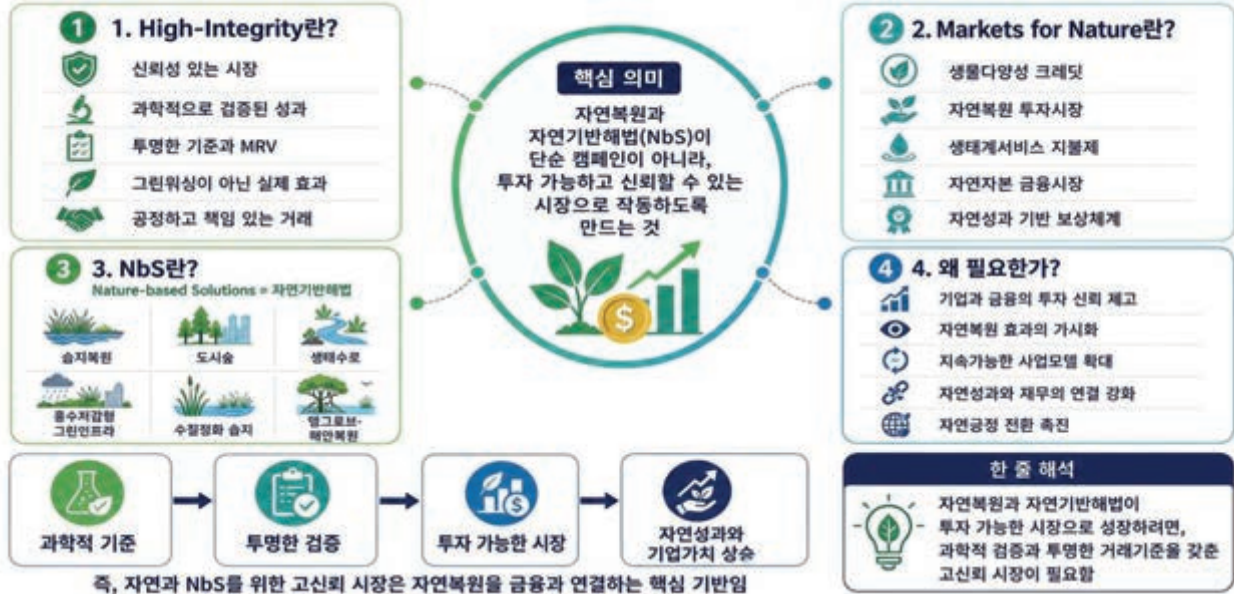 1 1. High-Integrity란?
신뢰성 있는 시장
과학적으로 검증된 성과
투명한 기준과 MRV
그린워싱이 아닌 실제 효과
공정하고 책임 있는 거래
핵심 의미
자연복원과
자연기반해법(NbS)이
단순 캠페인이 아니라,
투자 가능하고 신뢰할 수 있는
시장으로 작동하도록
만드는 것
$
2 2. Markets for Nature란?
생물다양성 크레딧
자연복원 투자시장
생태계서비스 지불제
자연자본 금융시장
자연성과 기반 보상체계
3 3. NbS란?
Nature-based Solutions = 자연기반해법
습지복원
도시숲
생태수로
홍수저감형
그린인프라
수질정화 습지
맹그로브·
해안복원
4 4. 왜 필요한가?
기업과 금융의 투자 신뢰 제고
자연복원 효과의 가시화
지속가능한 사업모델 확대
자연성과와 재무의 연결 강화
자연긍정 전환 촉진
과학적 기준
투명한 검증
$
투자 가능한 시장
자연성과와
기업가치 상승
즉, 자연과 NbS를 위한 고신뢰 시장은 자연복원을 금융과 연결하는 핵심 기반임
한 줄 해석
자연복원과 자연기반해법이
투자 가능한 시장으로 성장하려면,
과학적 검증과 투명한 거래기준을 갖춘
고신뢰 시장이 필요함